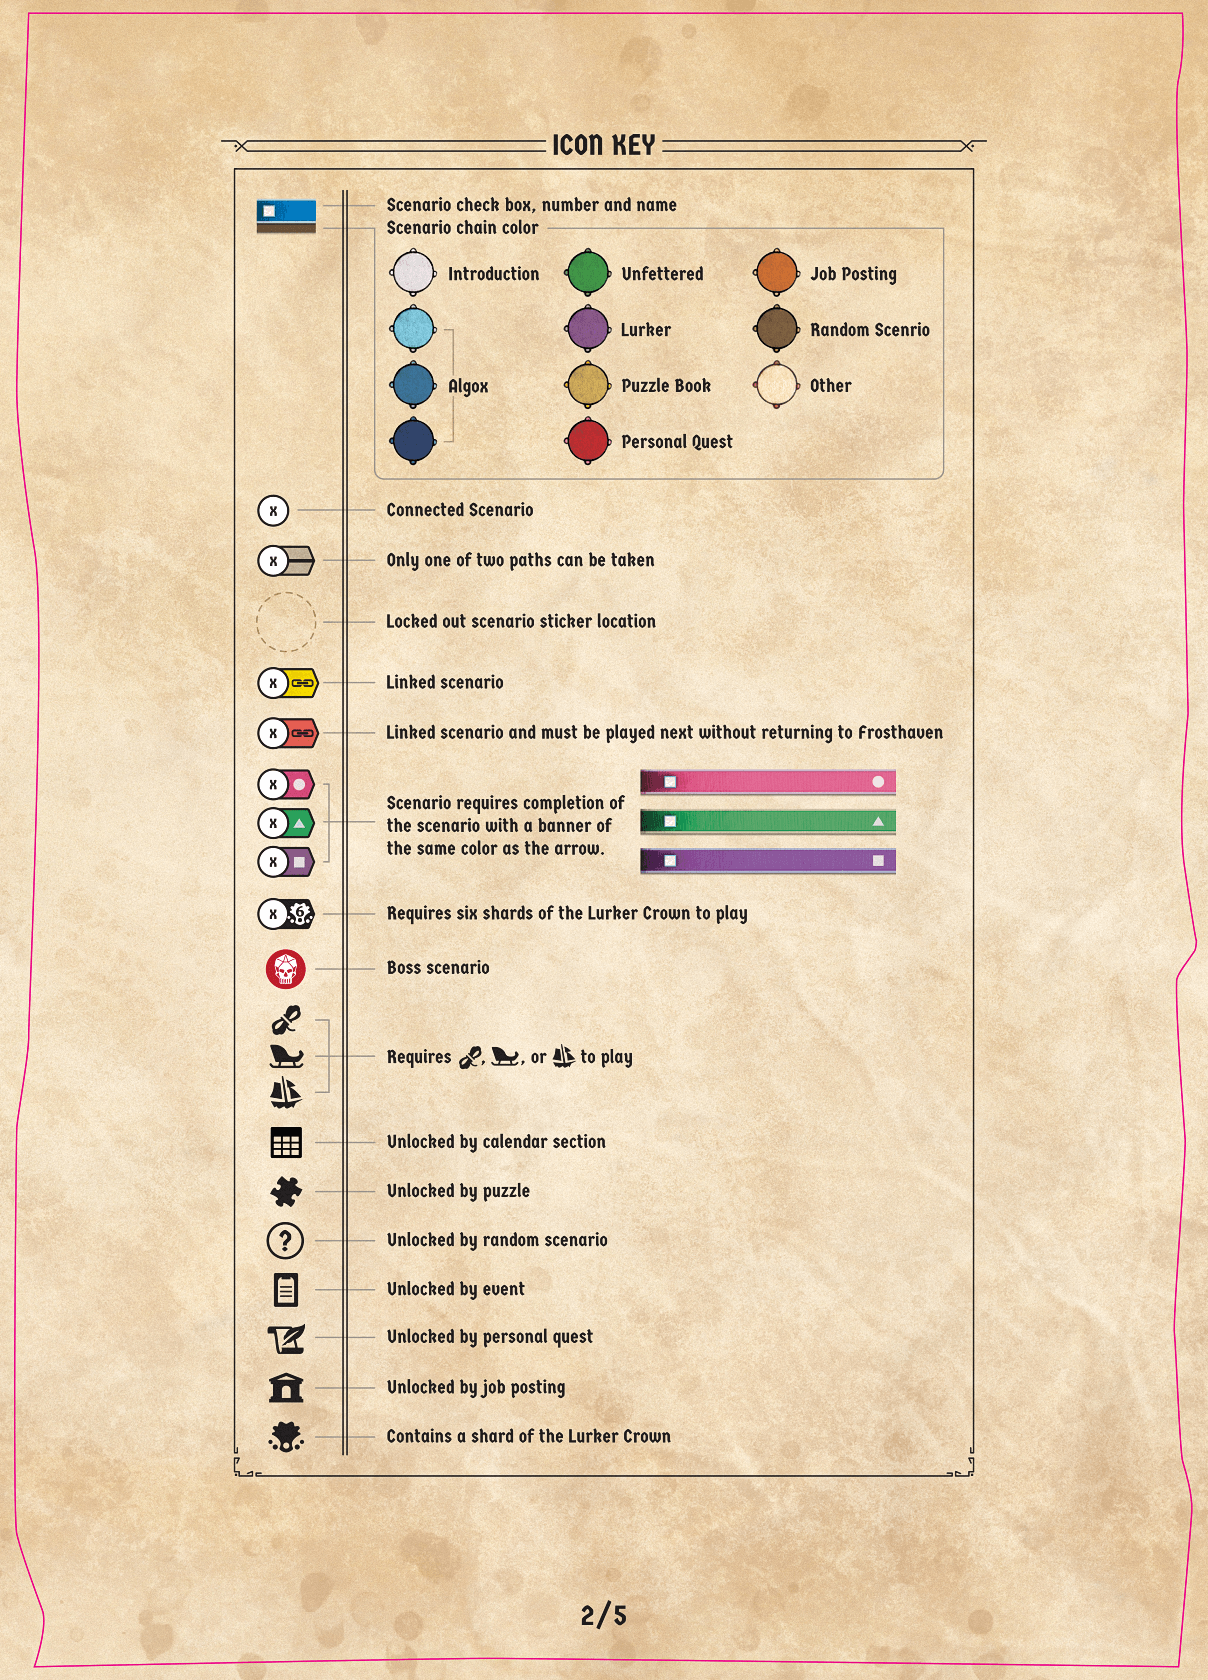 ICON KEY
Scenario check box, number and name
Scenario chain color
Introduction
Unfettered
Job Posting
Lurker
Random Scenrio
Algox
Puzzle Book
Other
Personal Quest
x
Connected Scenario
x
Only one of two paths can be taken
Locked out scenario sticker location
x
Linked scenario
x
Linked scenario and must be played next without returning to Frosthaven
x
x
x
Scenario requires completion of
the scenario with a banner of
the same color as the arrow.
x 6
Requires six shards of the Lurker Crown to play
Boss scenario
Requires , , or to play
Unlocked by calendar section
Unlocked by puzzle
?
Unlocked by random scenario
Unlocked by event
Unlocked by personal quest
Unlocked by job posting
Contains a shard of the Lurker Crown
2/5